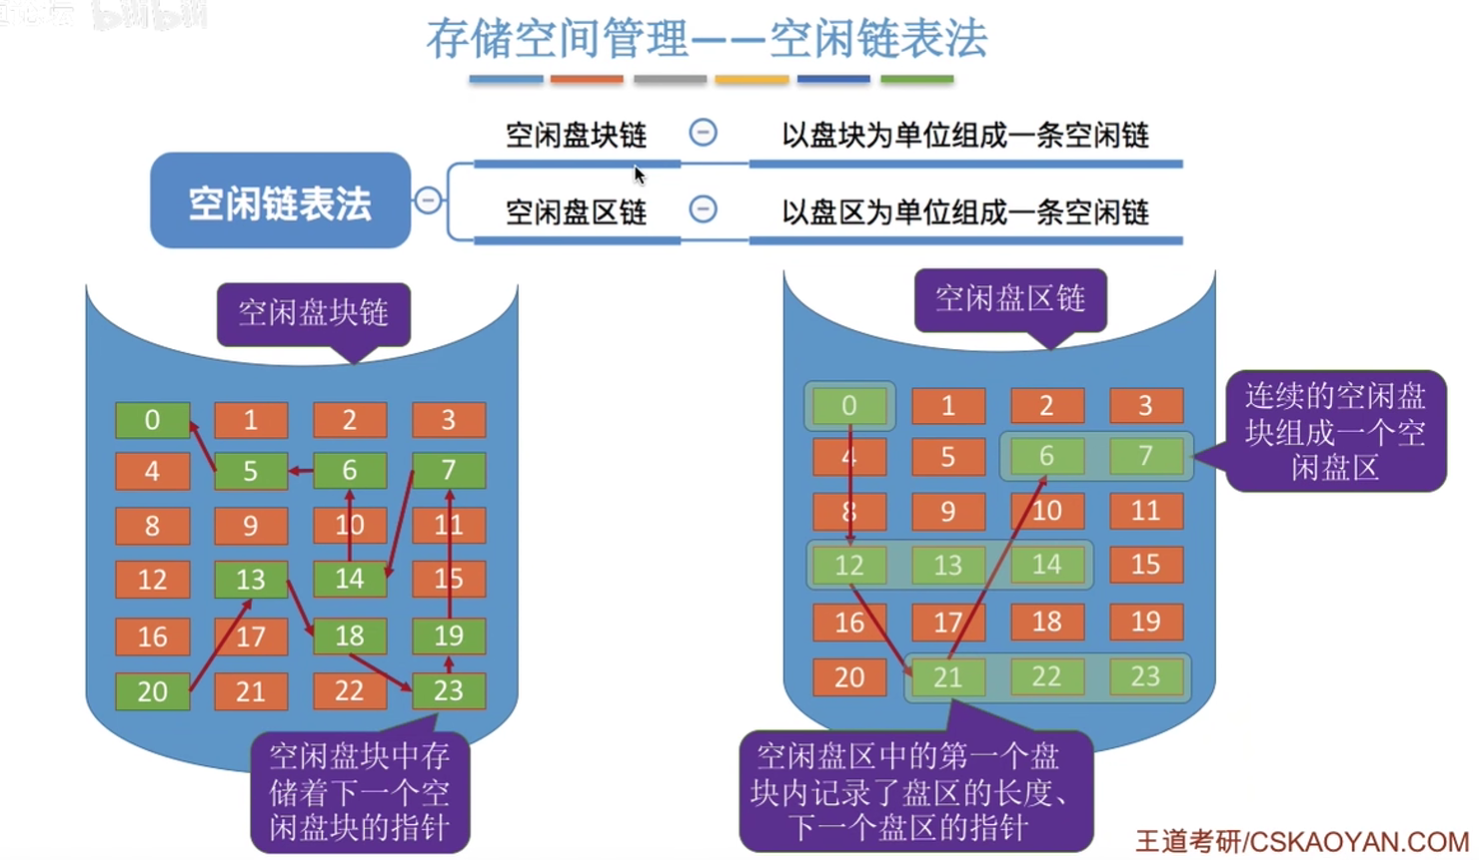 bilibili
存储空间管理——空闲链表法
空闲盘块链
以盘块为单位组成一条空闲链
空闲链表法
空闲盘区链
以盘区为单位组成一条空闲链
空闲盘块链
0 1 2 3
4 5 6 7
8 9 10 11
12 13 14 15
16 17 18 19
20 21 22 23
空闲盘块中存
储着下一个空
闲盘块的指针
空闲盘区链
0 1 2 3
4 5 6 7
8 9 10 11
12 13 14 15
16 17 18 19
20 21 22 23
连续的空闲盘
块组成一个空
闲盘区
空闲盘区中的第一个盘
块内记录了盘区的长度、
下一个盘区的指针
王道考研/CSKAOYAN.COM